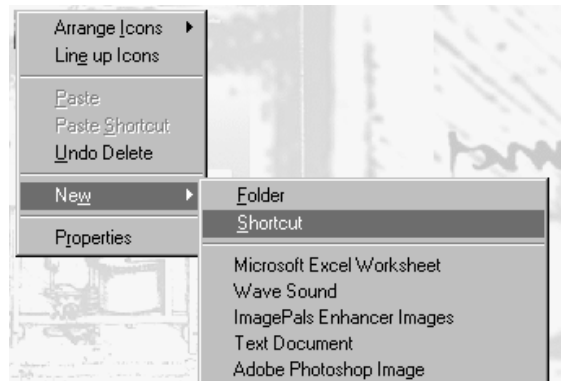 Arrange Icons
Line up Icons
Paste
Paste Shortcut
Undo Delete
New
Properties
Folder
Shortcut
Microsoft Excel Worksheet
Wave Sound
ImagePals Enhancer Images
Text Document
Adobe Photoshop Image